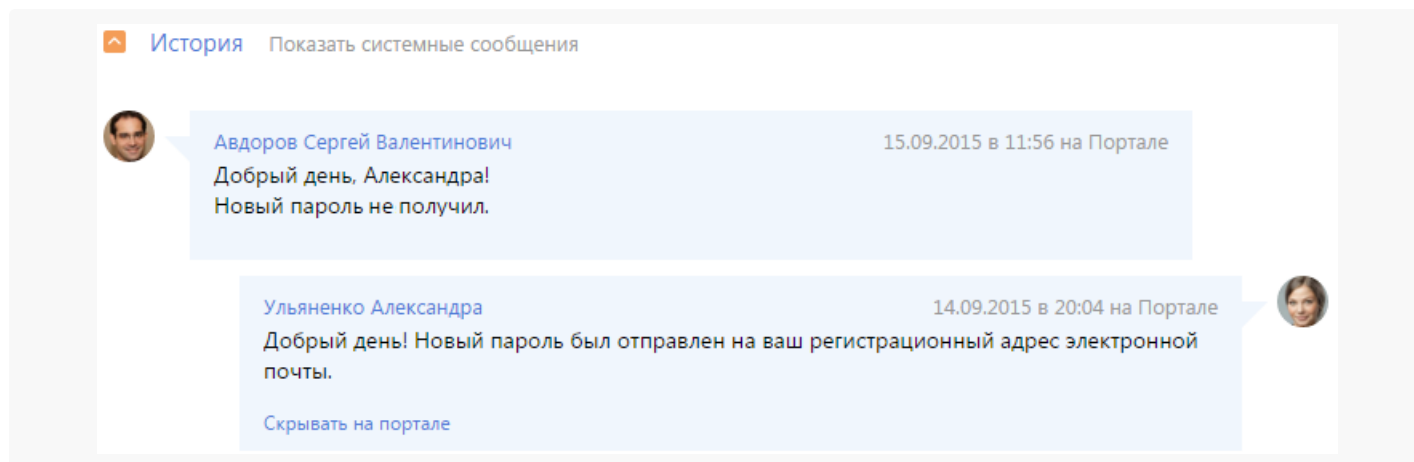 История Показать системные сообщения
Авдоров Сергей Валентинович 15.09.2015 в 11:56 на Портале
Добрый день, Александра!
Новый пароль не получил.
Ульяненко Александра 14.09.2015 в 20:04 на Портале
Добрый день! Новый пароль был отправлен на ваш регистрационный адрес электронной
почты.
Скрывать на портале